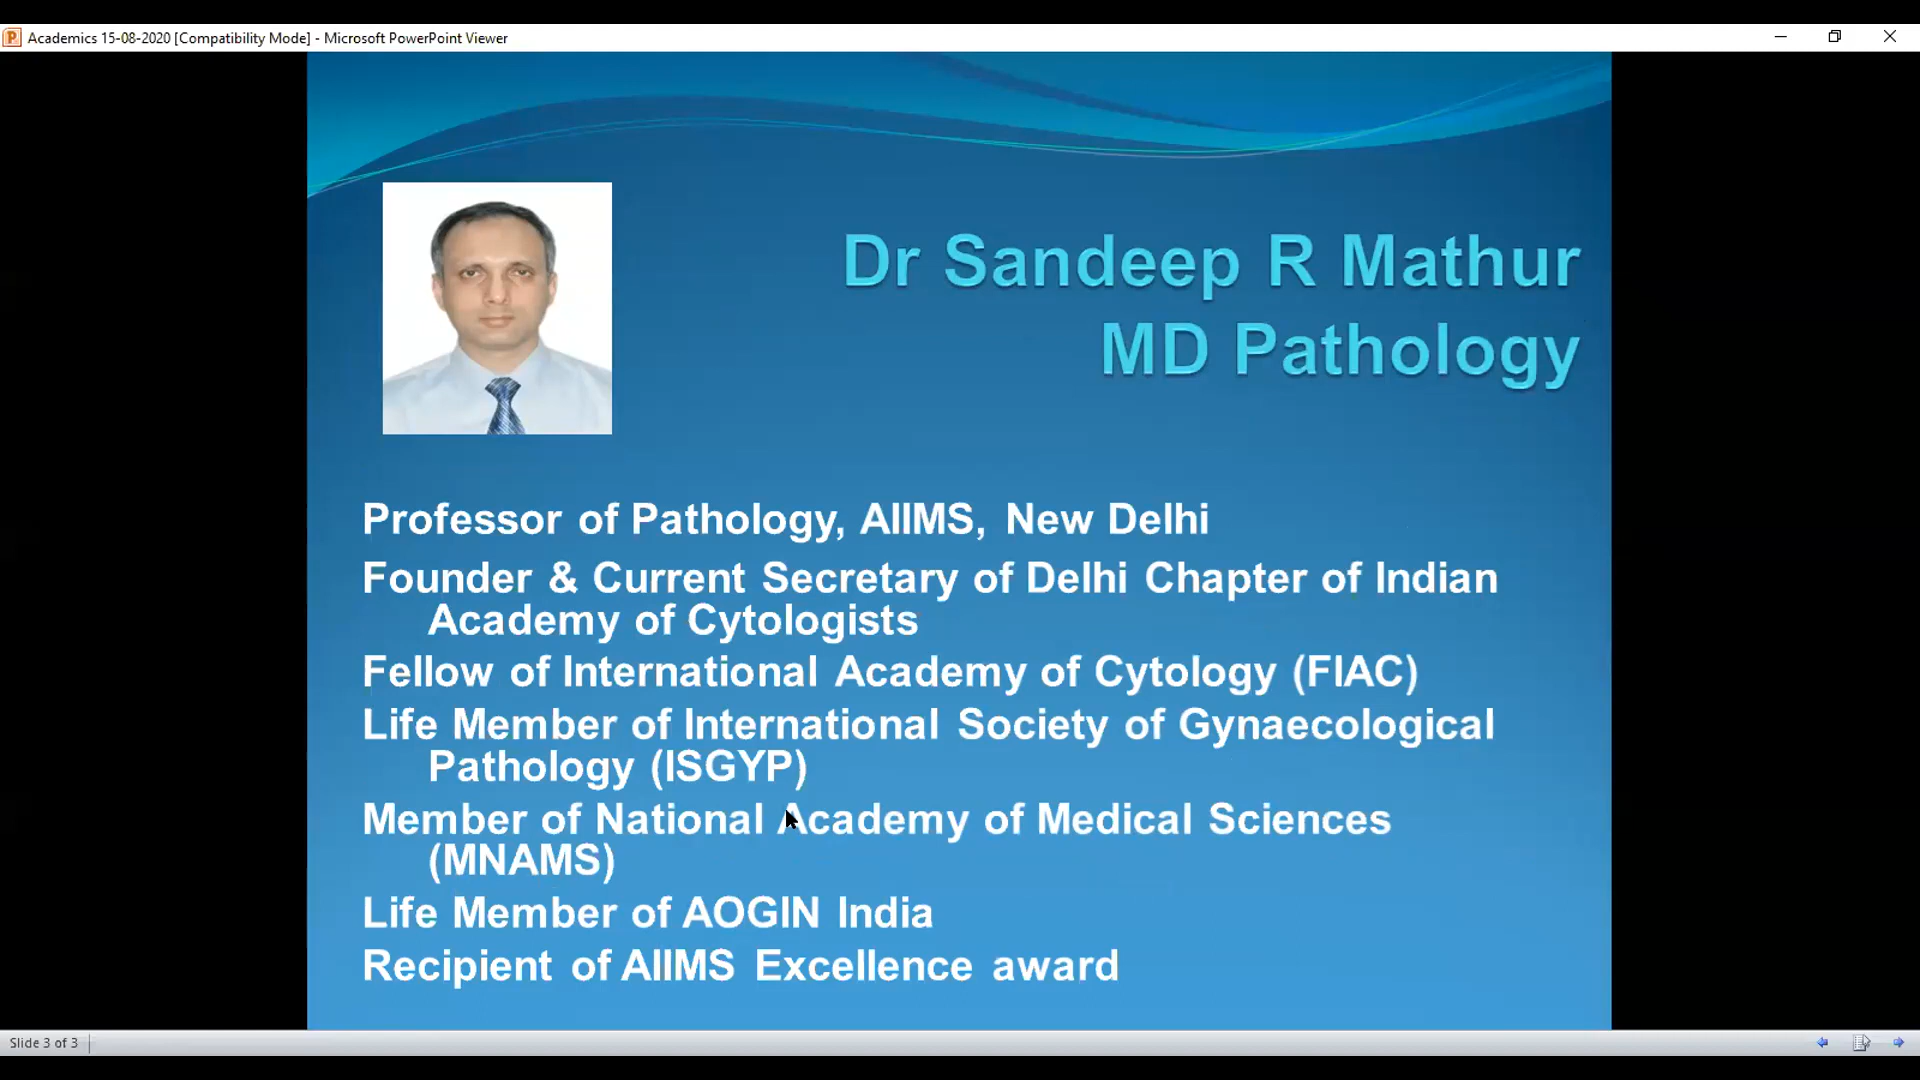 Academics 15-08-2020 [Compatibility Mode] - Microsoft PowerPoint Viewer
Dr Sandeep R Mathur
MD Pathology
Professor of Pathology, AIIMS, New Delhi
Founder & Current Secretary of Delhi Chapter of Indian
Academy of Cytologists
Fellow of International Academy of Cytology (FIAC)
Life Member of International Society of Gynaecological
Pathology (ISGYP)
Member of National Academy of Medical Sciences
(MNAMS)
Life Member of AOGIN India
Recipient of AIIMS Excellence award
Slide 3 of 3